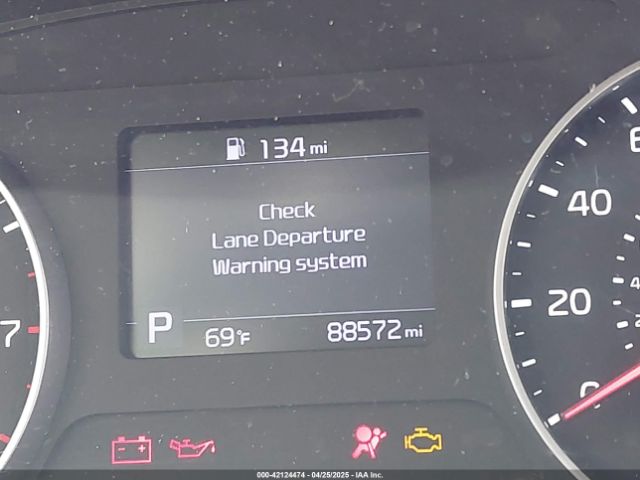 134 mi
Check
Lane Departure
Warning system
P 69°F 88572 mi
7
40
20
0
000-42124474 - 04/25/2025 - IAA Inc.